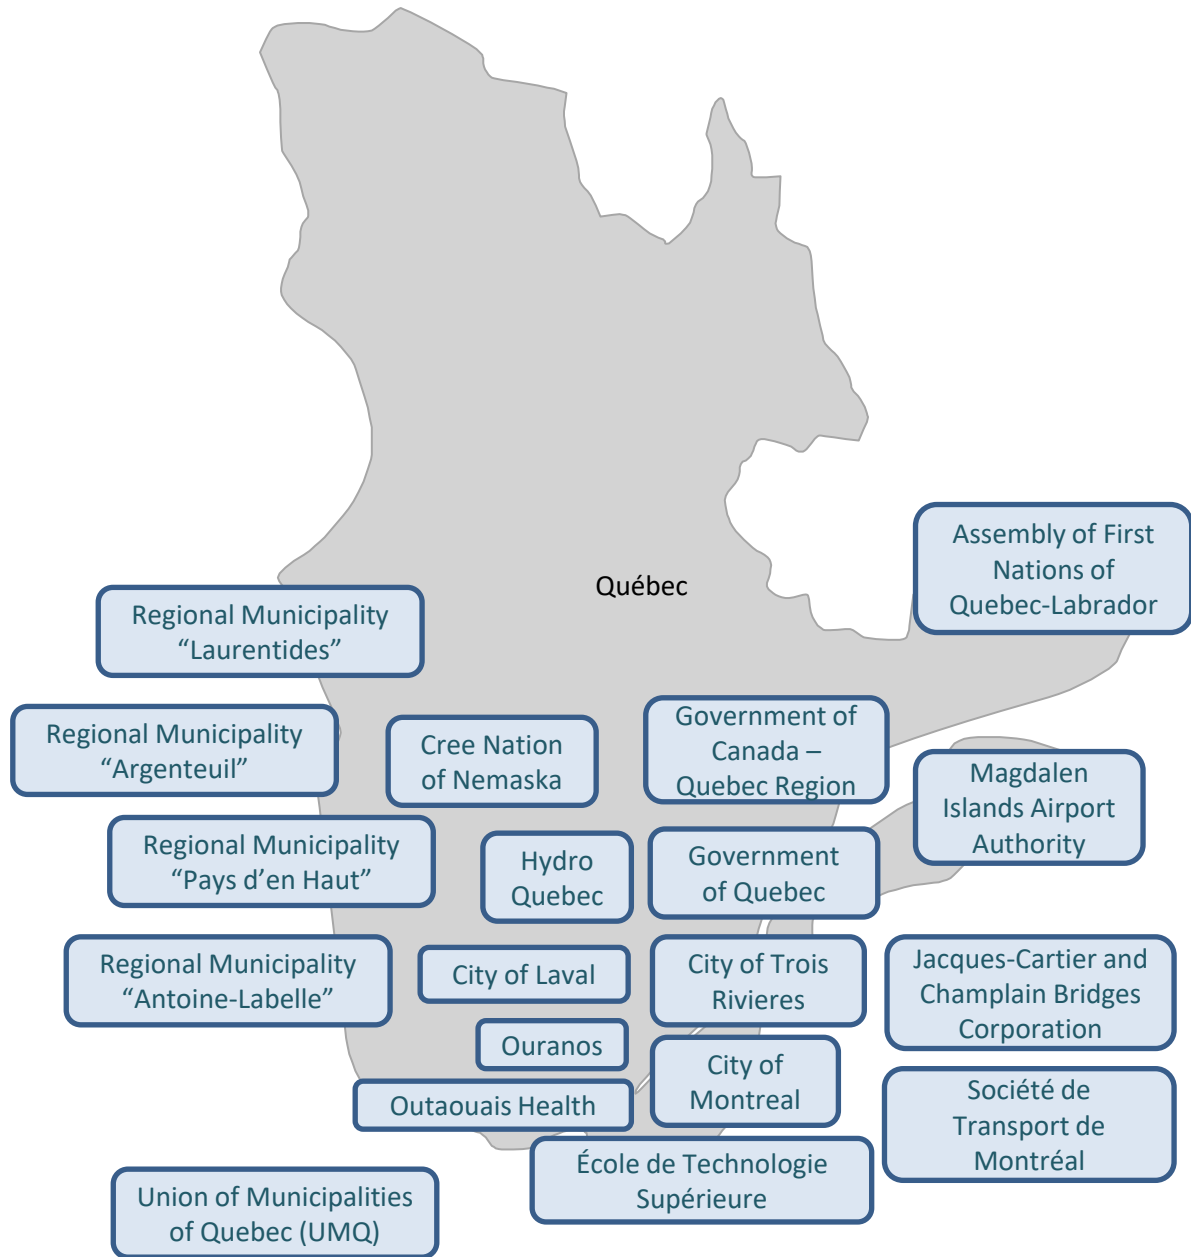 Québec
Assembly of First
Nations of
Quebec-Labrador
Regional Municipality
“Laurentides”
Regional Municipality
“Argenteuil”
Cree Nation
of Nemaska
Government of
Canada –
Quebec Region
Magdalen
Islands Airport
Authority
Regional Municipality
“Pays d’en Haut”
Hydro
Quebec
Government
of Quebec
Regional Municipality
“Antoine-Labelle”
City of Laval
City of Trois
Rivieres
Jacques-Cartier and
Champlain Bridges
Corporation
Ouranos
City of
Montreal
Outaouais Health
Société de
Transport de
Montréal
École de Technologie
Supérieure
Union of Municipalities
of Quebec (UMQ)